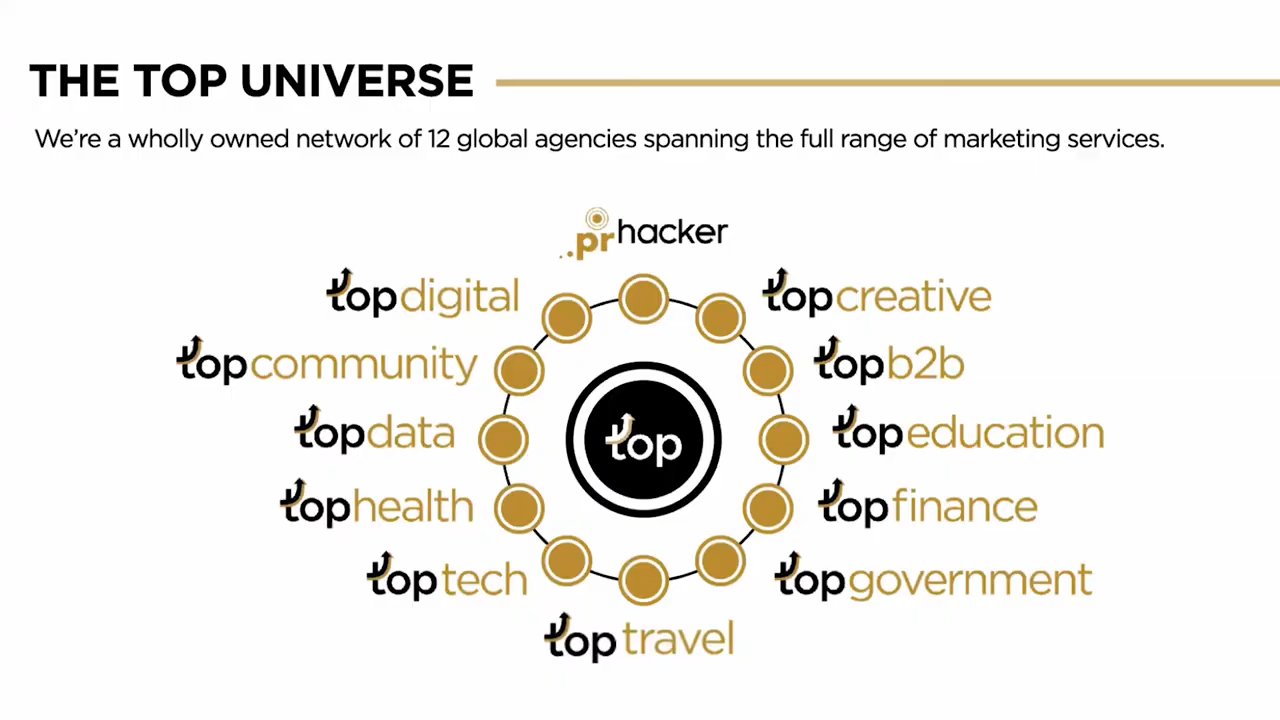 THE TOP UNIVERSE
We're a wholly owned network of 12 global agencies spanning the full range of marketing services.
..prhacker
topdigital
topcreative
topcommunity
topb2b
topdata
top
topeducation
tophealth
topfinance
toptech
topgovernment
toptravel